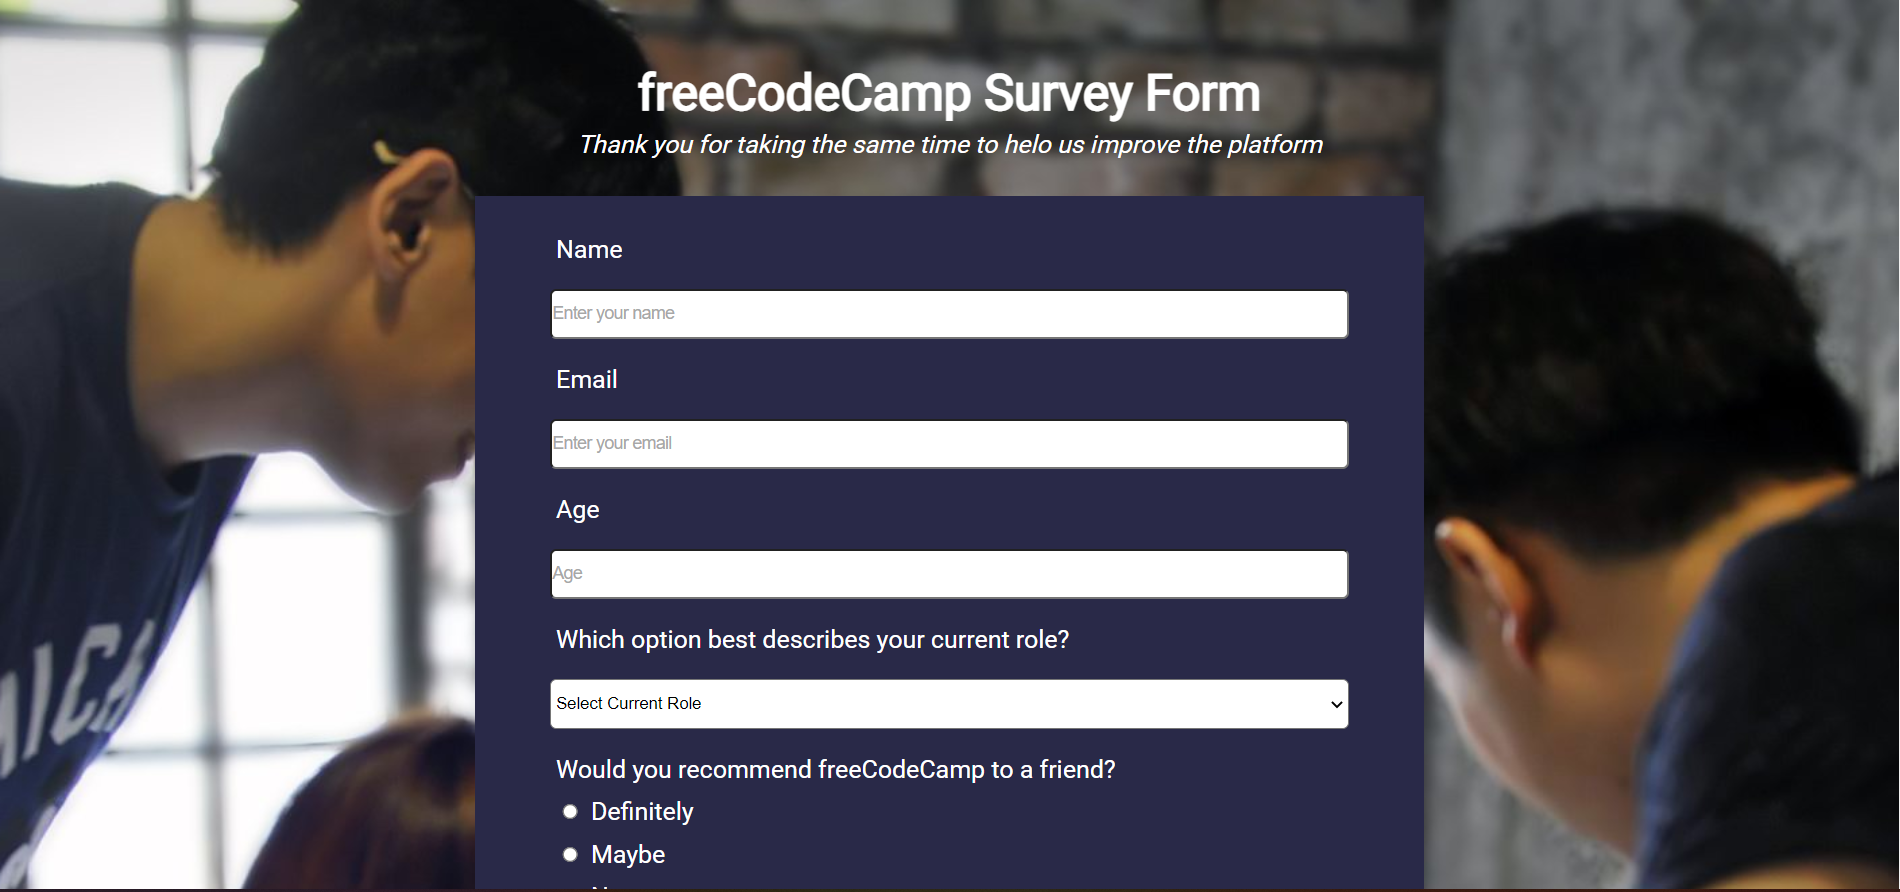 freeCodeCamp Survey Form
Thank you for taking the same time to helo us improve the platform
Name
Enter your name
Email
Enter your email
Age
Age
Which option best describes your current role?
Select Current Role
Would you recommend freeCodeCamp to a friend?
Definitely
Maybe